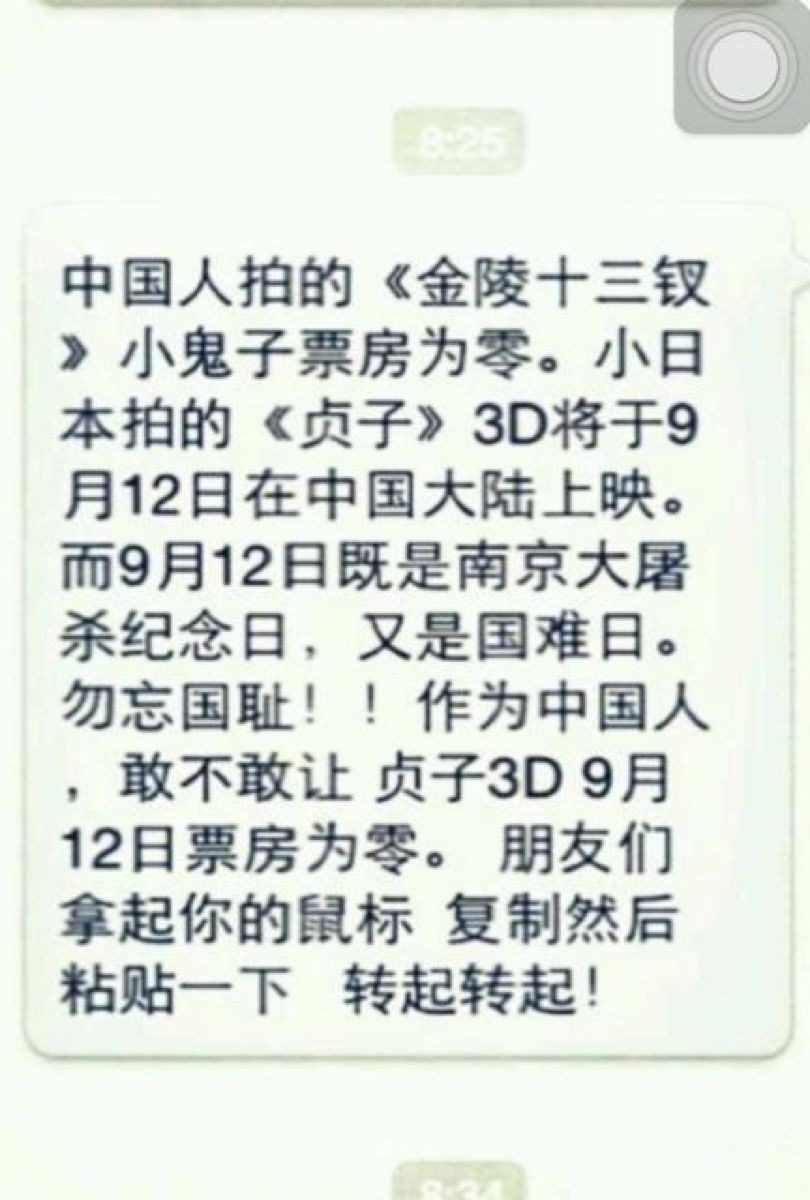 8:25
中国人拍的《金陵十三钗
》小鬼子票房为零。小日
本拍的《贞子》3D将于9
月12日在中国大陆上映。
而9月12日既是南京大屠
杀纪念日，又是国难日。
勿忘国耻！！作为中国人
，敢不敢让 贞子3D 9月
12日票房为零。 朋友们
拿起你的鼠标 复制然后
粘贴一下 转起转起！
8:34